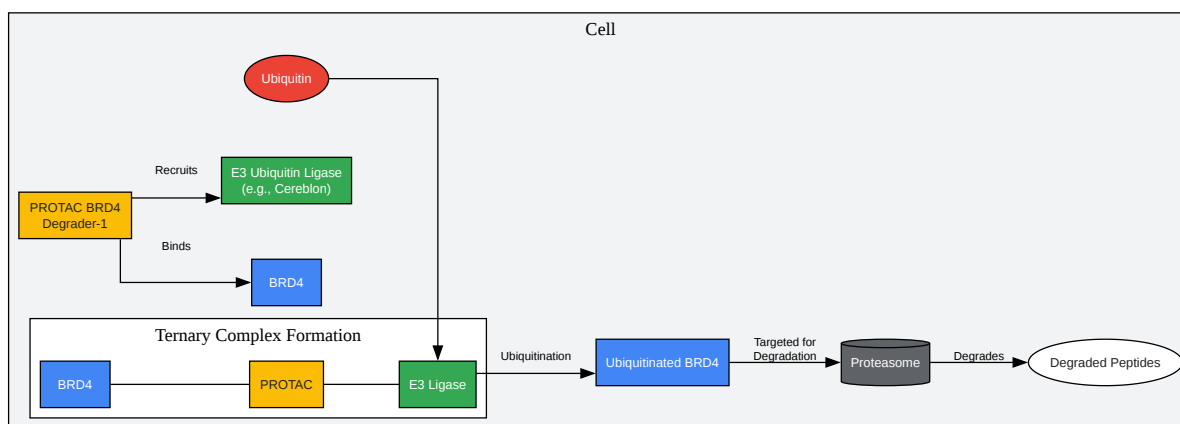 Cell
Ubiquitin
Recruits
E3 Ubiquitin Ligase
(e.g., Cereblon)
PROTAC BRD4
Degrader-1
Binds
BRD4
Ternary Complex Formation
BRD4
PROTAC
E3 Ligase
Ubiquitination
Ubiquitinated BRD4
Targeted for
Degradation
Proteasome
Degrades
Degraded Peptides